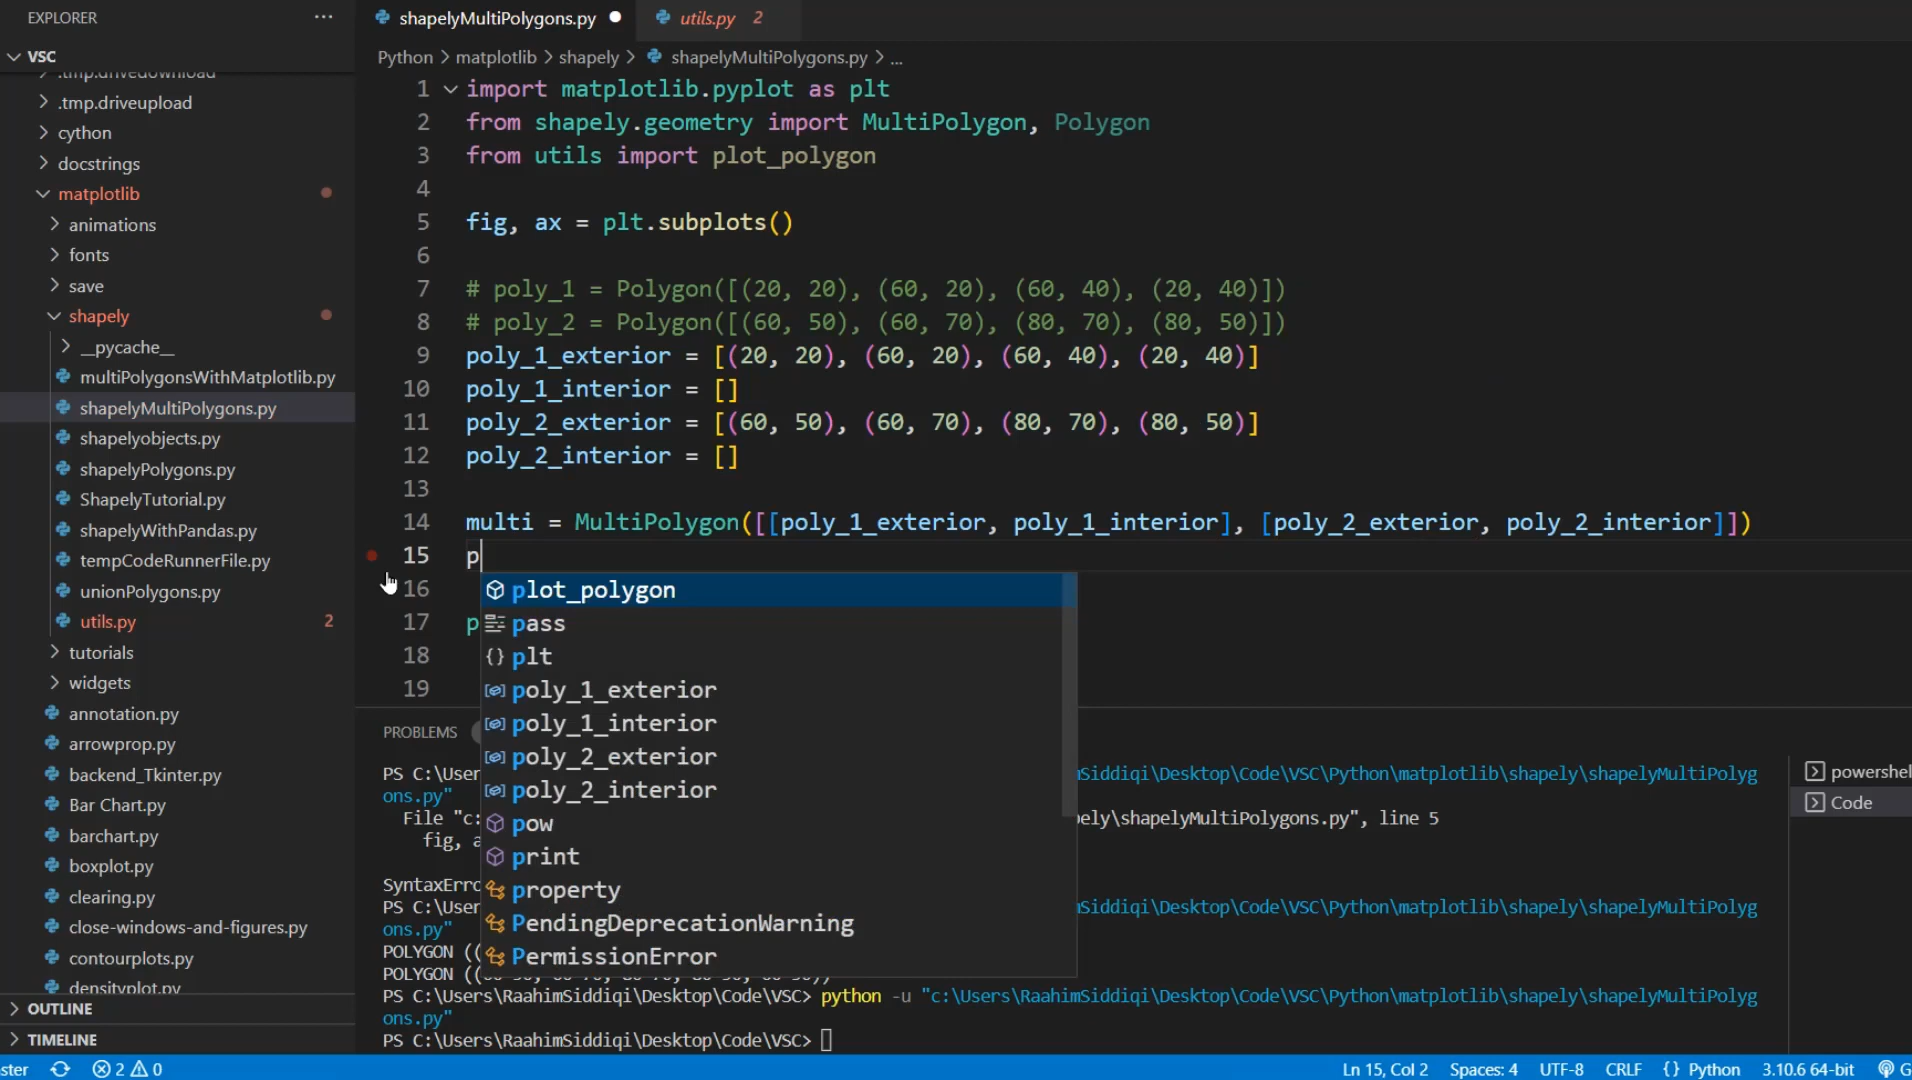 EXPLORER
···
VSC
.tmp.drivedownload
.tmp.driveupload
cython
docstrings
matplotlib
animations
fonts
save
shapely
__pycache__
multiPolygonsWithMatplotlib.py
shapelyMultiPolygons.py
shapelyobjects.py
shapelyPolygons.py
ShapelyTutorial.py
shapelyWithPandas.py
tempCodeRunnerFile.py
unionPolygons.py
utils.py 2
tutorials
widgets
annotation.py
arrowprop.py
backend_Tkinter.py
Bar Chart.py
barchart.py
boxplot.py
clearing.py
close-windows-and-figures.py
contourplots.py
densityplot.py
OUTLINE
TIMELINE
shapelyMultiPolygons.py
utils.py 2
Python > matplotlib > shapely > shapelyMultiPolygons.py > ...
1 import matplotlib.pyplot as plt
2 from shapely.geometry import MultiPolygon, Polygon
3 from utils import plot_polygon
4
5 fig, ax = plt.subplots()
6
7 # poly_1 = Polygon([(20, 20), (60, 20), (60, 40), (20, 40)])
8 # poly_2 = Polygon([(60, 50), (60, 70), (80, 70), (80, 50)])
9 poly_1_exterior = [(20, 20), (60, 20), (60, 40), (20, 40)]
10 poly_1_interior = []
11 poly_2_exterior = [(60, 50), (60, 70), (80, 70), (80, 50)]
12 poly_2_interior = []
13
14 multi = MultiPolygon([[poly_1_exterior, poly_1_interior], [poly_2_exterior, poly_2_interior]])
15 p
16
17 p
18
19
plot_polygon
pass
plt
poly_1_exterior
poly_1_interior
poly_2_exterior
poly_2_interior
pow
print
property
PendingDeprecationWarning
PermissionError
PROBLEMS
PS C:\User
mSiddiqi\Desktop\Code\VSC\Python\matplotlib\shapely\shapelyMultiPolyg
ons.py"
File "c:
ely\shapelyMultiPolygons.py", line 5
fig, a
SyntaxErro
PS C:\User
mSiddiqi\Desktop\Code\VSC\Python\matplotlib\shapely\shapelyMultiPolyg
ons.py"
POLYGON ((
POLYGON ((
PS C:\Users\RaahimSiddiqi\Desktop\Code\VSC> python -u "c:\Users\RaahimSiddiqi\Desktop\Code\VSC\Python\matplotlib\shapely\shapelyMultiPolyg
ons.py"
PS C:\Users\RaahimSiddiqi\Desktop\Code\VSC>
powershel
Code
ster 2 0 Ln 15, Col 2 Spaces: 4 UTF-8 CRLF {} Python 3.10.6 64-bit G